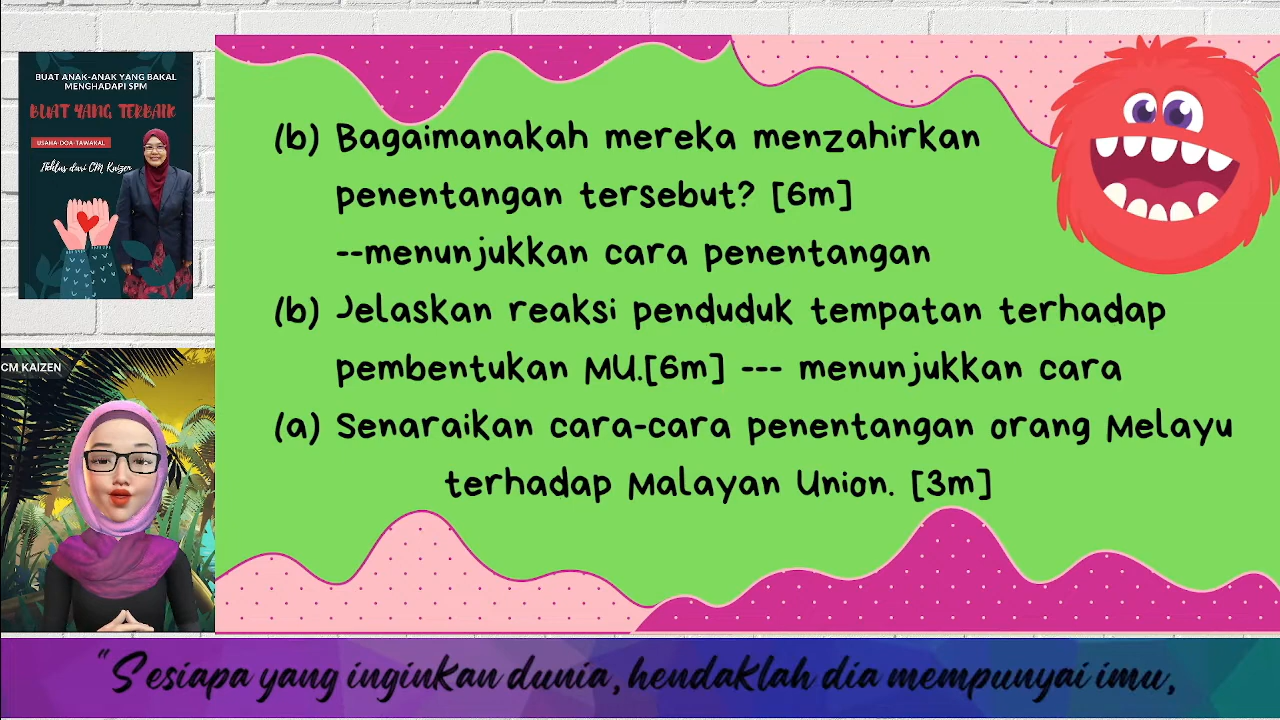 BUAT ANAK-ANAK YANG BAKAL
MENGHADAPI SPM
BUAT YANG TERBAIK
USAHA-DOA-TAWAKAL
Ikhlas dari CM Kaizen
CM KAIZEN
(b) Bagaimanakah mereka menzahirkan
penentangan tersebut? [6m]
--menunjukkan cara penentangan
(b) Jelaskan reaksi penduduk tempatan terhadap
pembentukan MU.[6m] --- menunjukkan cara
(a) Senaraikan cara-cara penentangan orang Melayu
terhadap Malayan Union. [3m]
"Sesiapa yang inginkan dunia, hendaklah dia mempunyai imu,